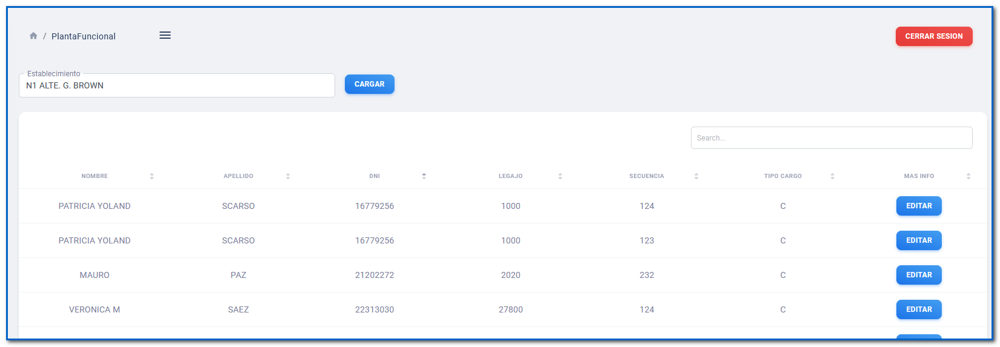 / PlantaFuncional
CERRAR SESION
Establecimiento
N1 ALTE. G. BROWN
CARGAR
Search...
NOMBRE APELLIDO DNI LEGAJO SECUENCIA TIPO CARGO MAS INFO
PATRICIA YOLAND SCARSO 16779256 1000 124 C EDITAR
PATRICIA YOLAND SCARSO 16779256 1000 123 C EDITAR
MAURO PAZ 21202272 2020 232 C EDITAR
VERONICA M SAEZ 22313030 27800 124 C EDITAR